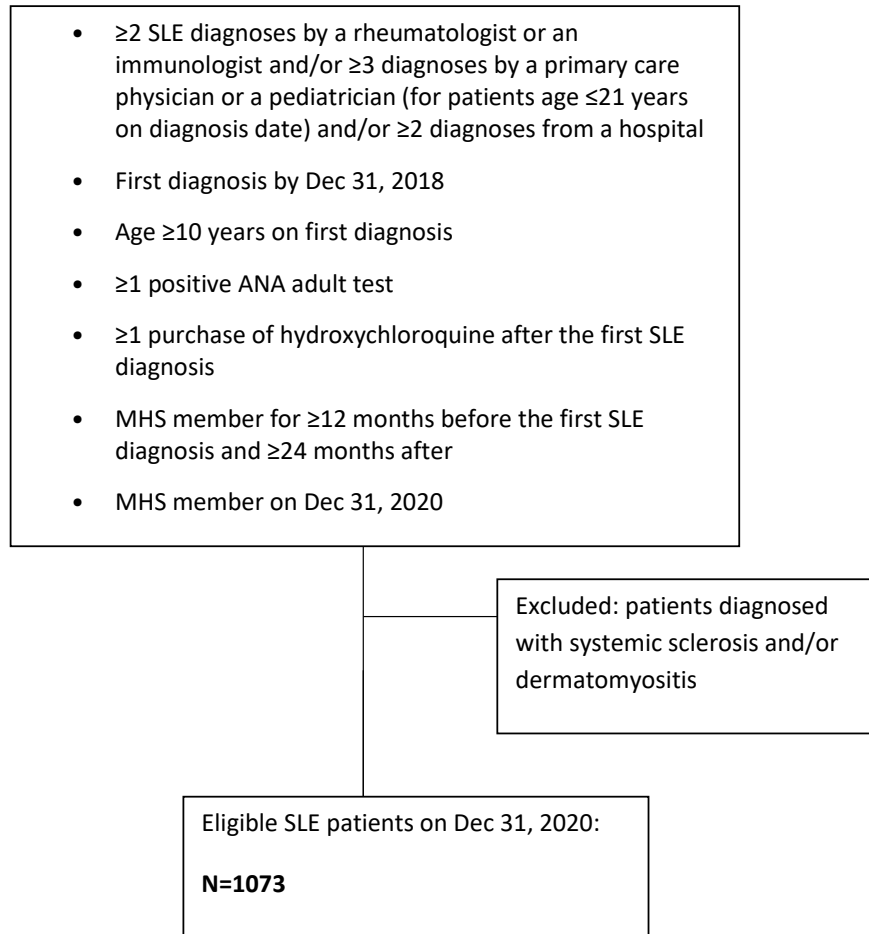 • ≥2 SLE diagnoses by a rheumatologist or an
immunologist and/or ≥3 diagnoses by a primary care
physician or a pediatrician (for patients age ≤21 years
on diagnosis date) and/or ≥2 diagnoses from a hospital
• First diagnosis by Dec 31, 2018
• Age ≥10 years on first diagnosis
• ≥1 positive ANA adult test
• ≥1 purchase of hydroxychloroquine after the first SLE
diagnosis
• MHS member for ≥12 months before the first SLE
diagnosis and ≥24 months after
• MHS member on Dec 31, 2020
Excluded: patients diagnosed
with systemic sclerosis and/or
dermatomyositis
Eligible SLE patients on Dec 31, 2020:
N=1073